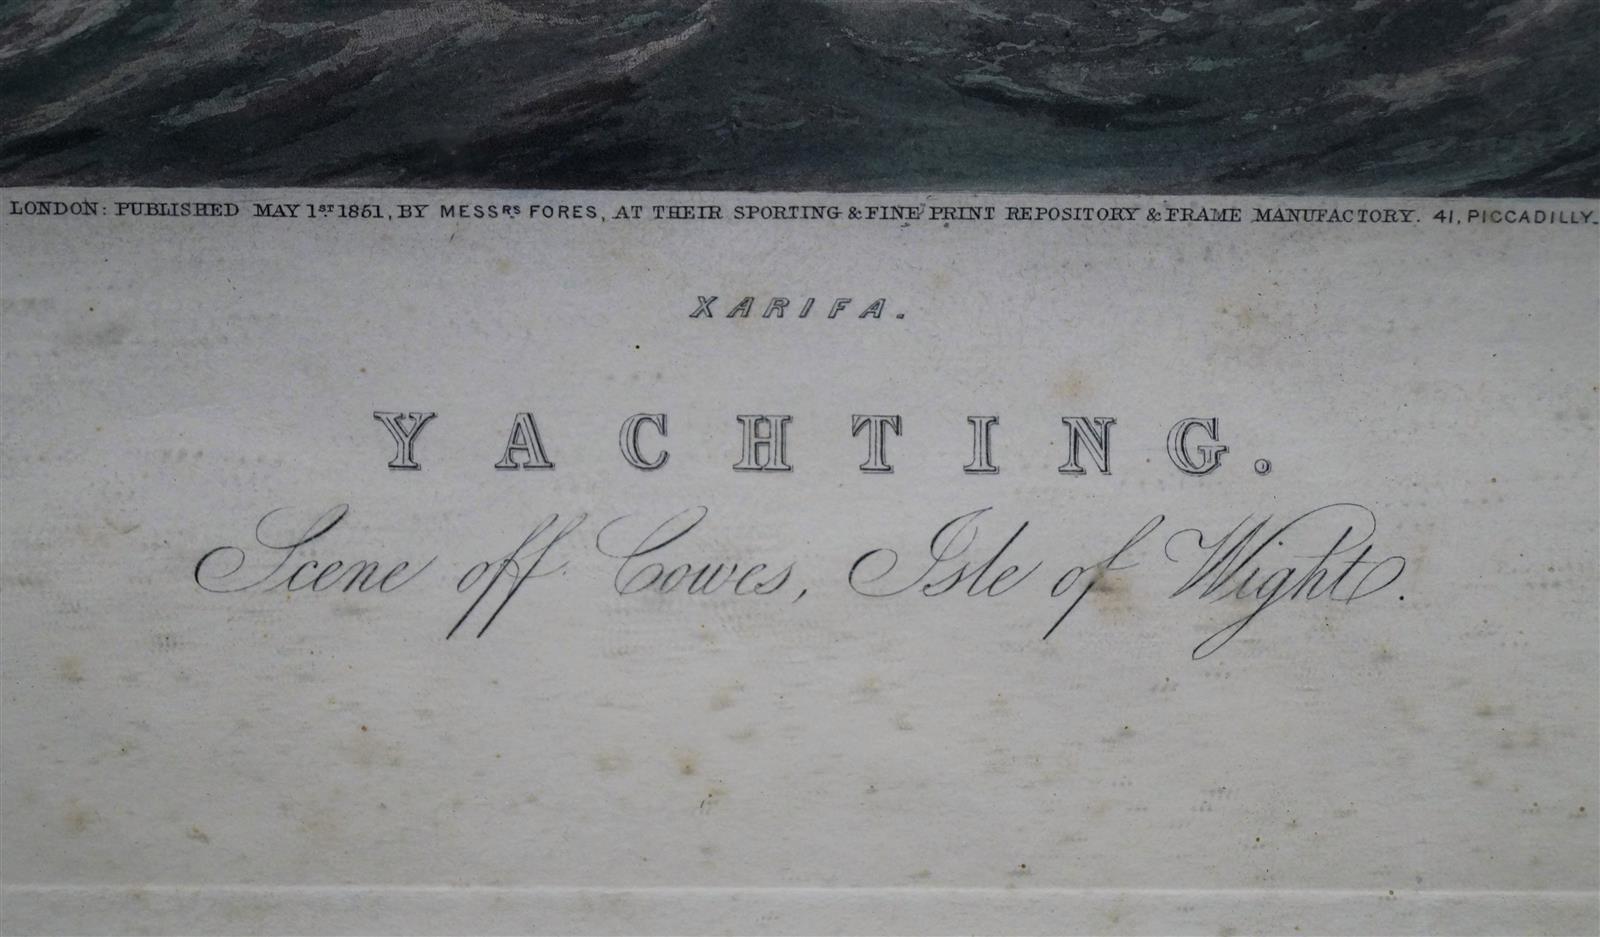 LONDON: PUBLISHED MAY 1ST 1851, BY MESSRS FORES, AT THEIR SPORTING & FINE PRINT REPOSITORY & FRAME MANUFACTORY. 41, PICCADILLY.
XARIFA.
YACHTING.
Scene off Cowes, Isle of Wight.